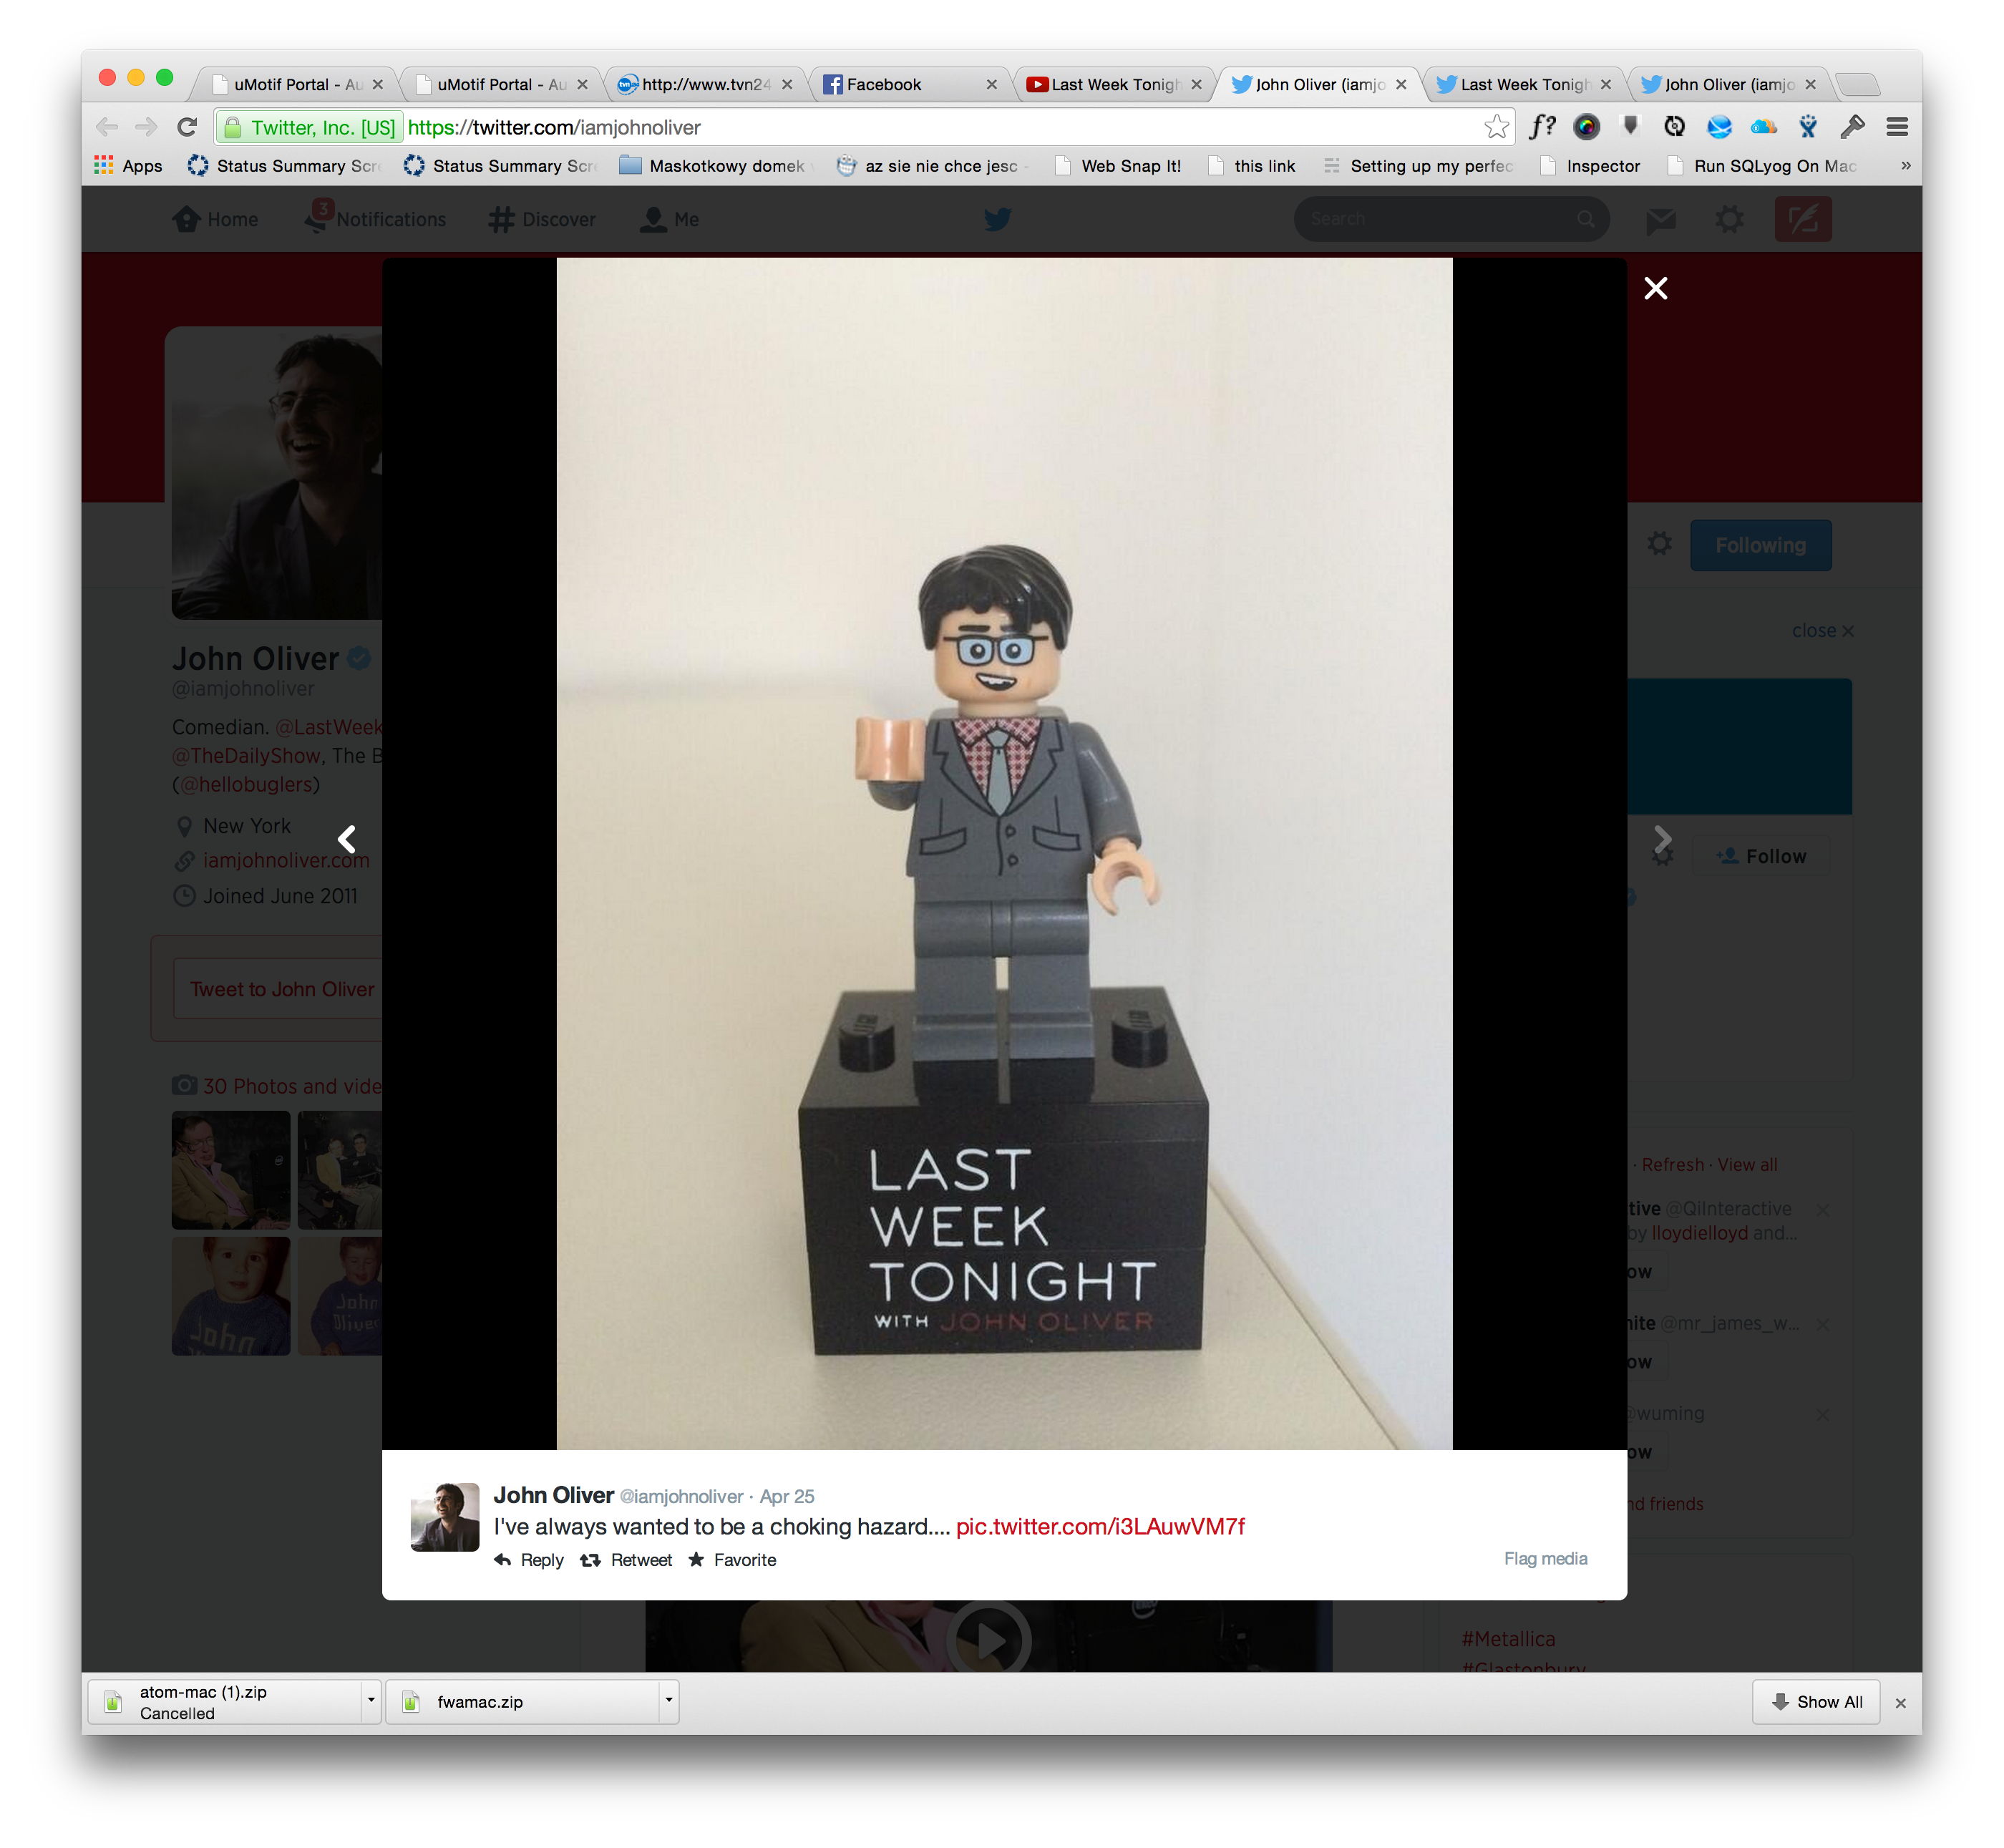 uMotif Portal - Au
uMotif Portal - Au
http://www.tvn24
Facebook
Last Week Tonigh
John Oliver (iamjo
Last Week Tonigh
John Oliver (iamjo
Twitter, Inc. [US]
https://twitter.com/iamjohnoliver
f?
Apps
Status Summary Scre
Status Summary Scre
Maskotkowy domek
az sie nie chce jesc -
Web Snap It!
this link
Setting up my perfec
Inspector
Run SQLyog On Mac
»
Home
3
Notifications
Discover
Me
Search
Following
close
John Oliver
@iamjohnoliver
Comedian. @LastWeek
@TheDailyShow, The B
(@hellobuglers)
New York
iamjohnoliver.com
Joined June 2011
Tweet to John Oliver
30 Photos and vide
John
John
Oliver
Follow
· Refresh · View all
tive @QiInteractive
by lloydielloyd and...
ow
ite @mr_james_w...
ow
@wuming
ow
d friends
#Metallica
#Glastonbury
LAST
WEEK
TONIGHT
WITH JOHN OLIVER
John Oliver @iamjohnoliver · Apr 25
I've always wanted to be a choking hazard.... pic.twitter.com/i3LAuwVM7f
Reply
Retweet
Favorite
Flag media
atom-mac (1).zip
Cancelled
fwamac.zip
Show All